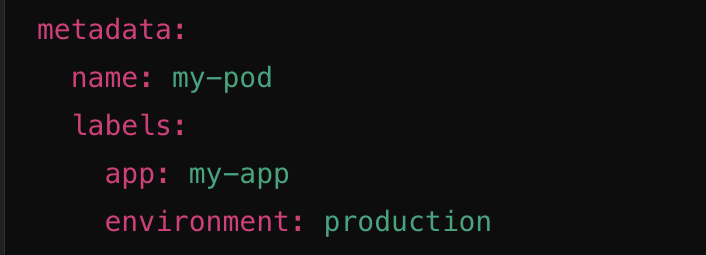 metadata:
  name: my-pod
  labels:
    app: my-app
    environment: production